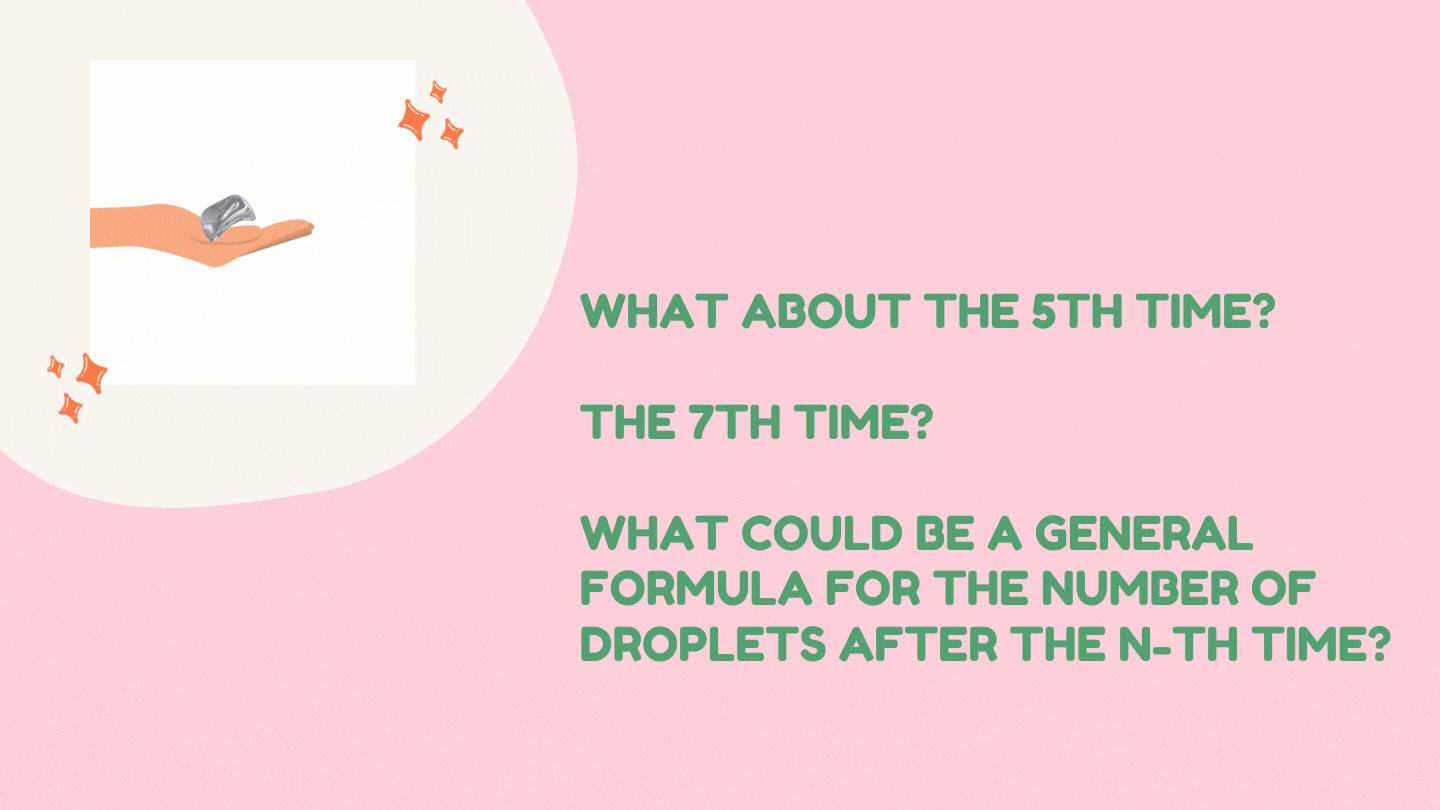 WHAT ABOUT THE 5TH TIME?
THE 7TH TIME?
WHAT COULD BE A GENERAL
FORMULA FOR THE NUMBER OF
DROPLETS AFTER THE N-TH TIME?